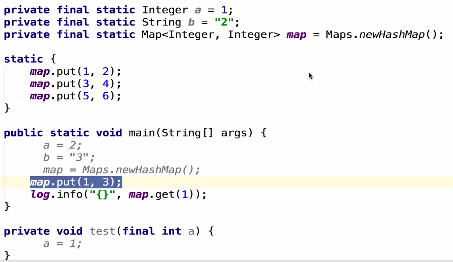 private final static Integer a = 1;
private final static String b = "2";
private final static Map<Integer, Integer> map = Maps.newHashMap();
static {
map.put(1, 2);
map.put(3, 4);
map.put(5, 6);
}
public static void main(String[] args) {
a = 2;
b = "3";
map = Maps.newHashMap();
map.put(1, 3);
log.info("{}", map.get(1));
}
private void test(final int a) {
a = 1;
}